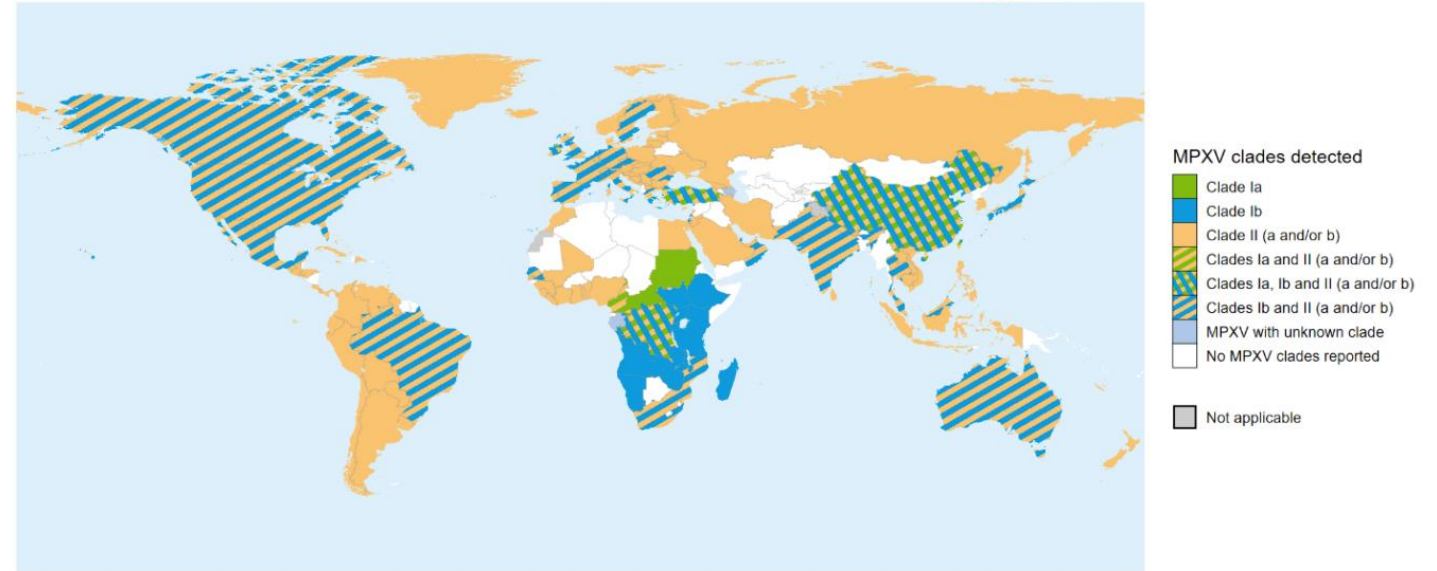 MPXV clades detected
Clade Ia
Clade Ib
Clade II (a and/or b)
Clades Ia and II (a and/or b)
Clades Ia, Ib and II (a and/or b)
Clades Ib and II (a and/or b)
MPXV with unknown clade
No MPXV clades reported
Not applicable